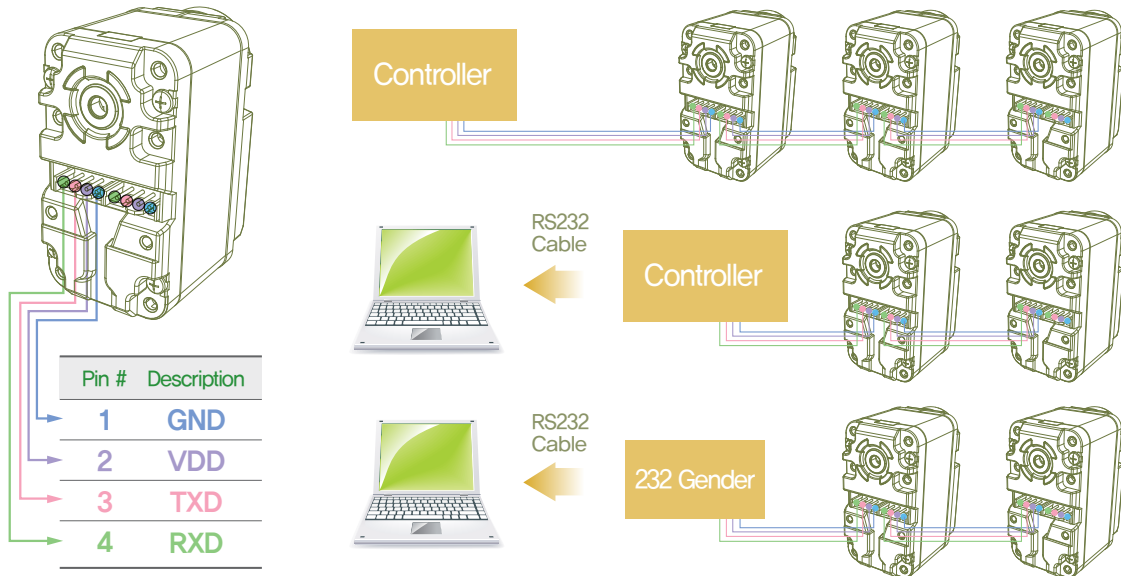 Controller
RS232
Cable
Controller
Pin # Description
1 GND
2 VDD
3 TXD
4 RXD
RS232
Cable
232 Gender